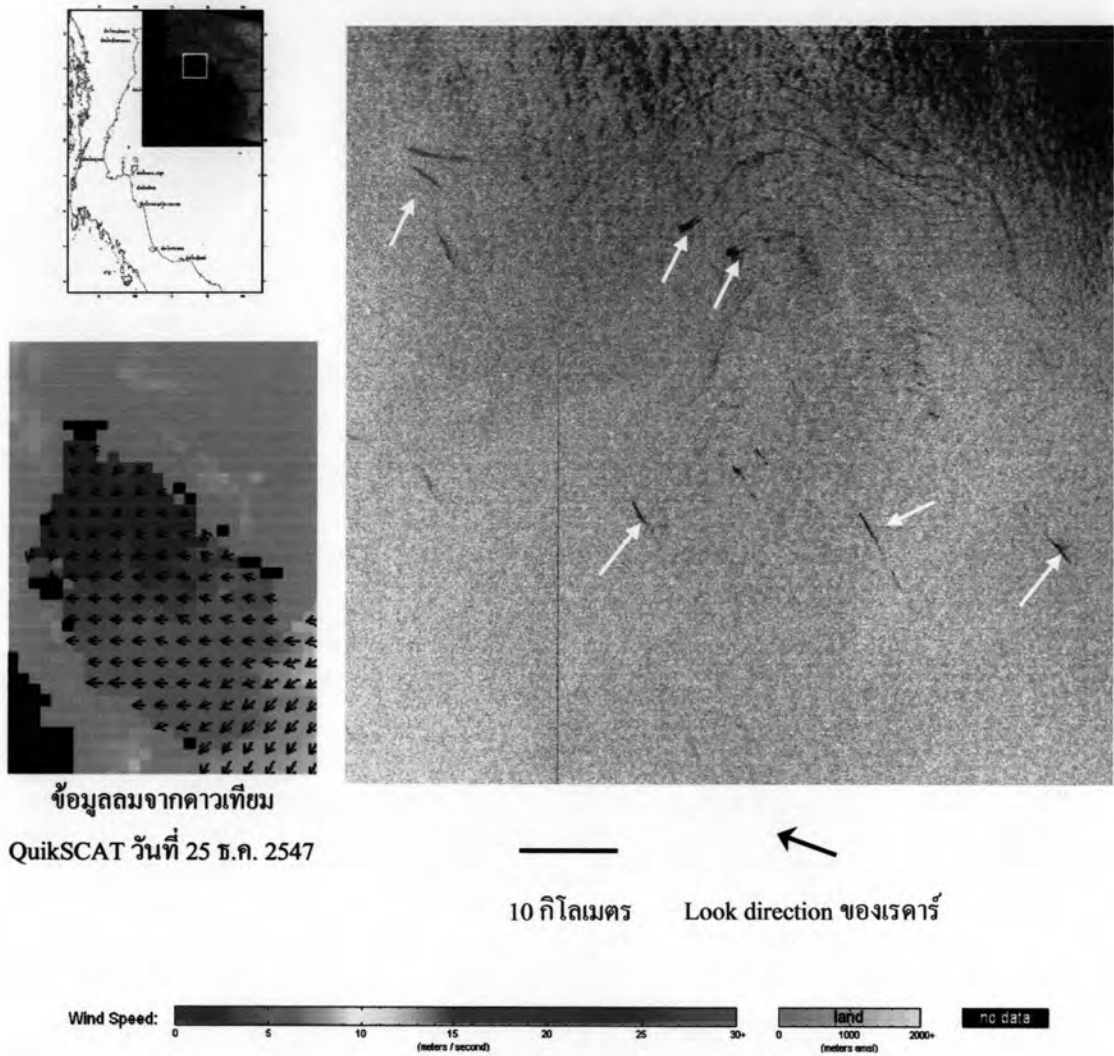 ข้อมูลลมจากดาวเทียม
QuikSCAT วันที่ 25 ธ.ค. 2547
10 กิโลเมตร
Look direction ของเรดาร์
Wind Speed:
0 5 10 15 20 25 30+
(meters / second)
land
0 1000 2000+
(meters amsl)
no data